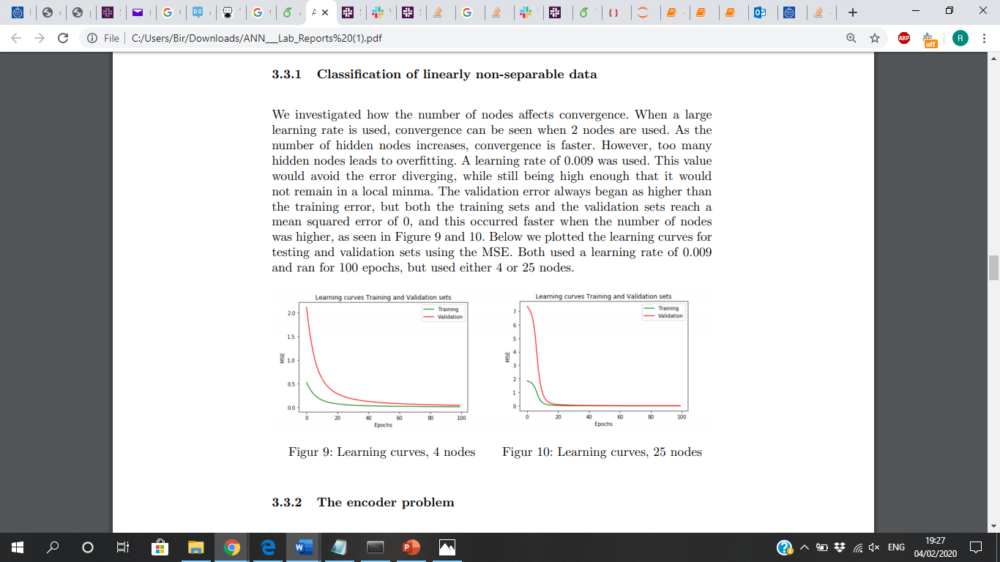 File
C:/Users/Bir/Downloads/ANN___Lab_Reports%20(1).pdf
ABP
off
R
3.3.1 Classification of linearly non-separable data
We investigated how the number of nodes affects convergence. When a large
learning rate is used, convergence can be seen when 2 nodes are used. As the
number of hidden nodes increases, convergence is faster. However, too many
hidden nodes leads to overfitting. A learning rate of 0.009 was used. This value
would avoid the error diverging, while still being high enough that it would
not remain in a local minma. The validation error always began as higher than
the training error, but both the training sets and the validation sets reach a
mean squared error of 0, and this occurred faster when the number of nodes
was higher, as seen in Figure 9 and 10. Below we plotted the learning curves for
testing and validation sets using the MSE. Both used a learning rate of 0.009
and ran for 100 epochs, but used either 4 or 25 nodes.
Learning curves Training and Validation sets
Training
Validation
2.0
1.5
1.0
0.5
0.0
MSE
0 20 40 60 80 100
Epochs
Learning curves Training and Validation sets
Training
Validation
7
6
5
4
3
2
1
0
MSE
0 20 40 60 80 100
Epochs
Figur 9: Learning curves, 4 nodes
Figur 10: Learning curves, 25 nodes
3.3.2 The encoder problem
ENG
19:27
04/02/2020